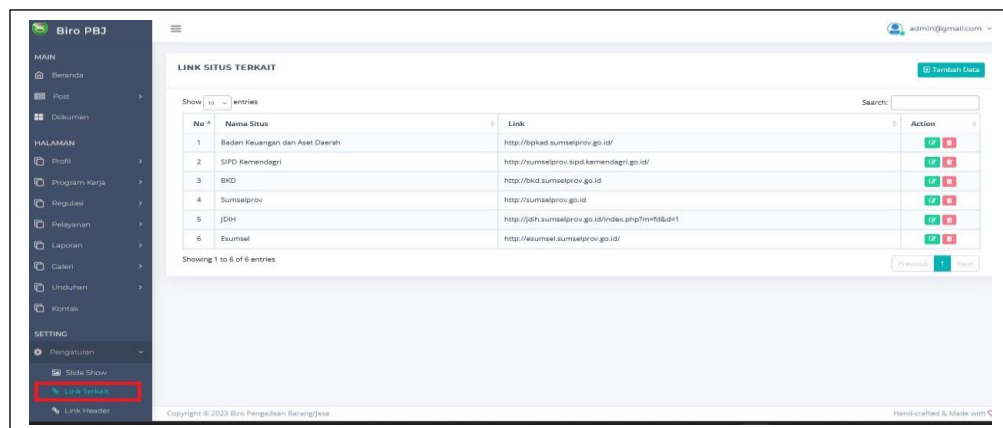 Biro PBJ
admin@gmail.com
MAIN
Beranda
Post
Dokumen
HALAMAN
Profil
Program Kerja
Regulasi
Pelayanan
Laporan
Galeri
Unduhan
Kontak
SETTING
Pengaturan
Slide Show
Link Terkait
Link Header
LINK SITUS TERKAIT
Tambah Data
Show 10 entries
Search:
No Nama Situs Link Action
1 Badan Keuangan dan Aset Daerah http://bpkad.sumselprov.go.id/
2 SIPD Kemendagri http://sumselprov.sipd.kemendagri.go.id/
3 BKD http://bkd.sumselprov.go.id
4 Sumselprov http://sumselprov.go.id
5 JDIH http://jdih.sumselprov.go.id/index.php?m=fd&d=1
6 Esumsel http://esumsel.sumselprov.go.id/
Showing 1 to 6 of 6 entries
Previous 1 Next
Copyright © 2023 Biro Pengadaan Barang/Jasa
Hand-crafted & Made with